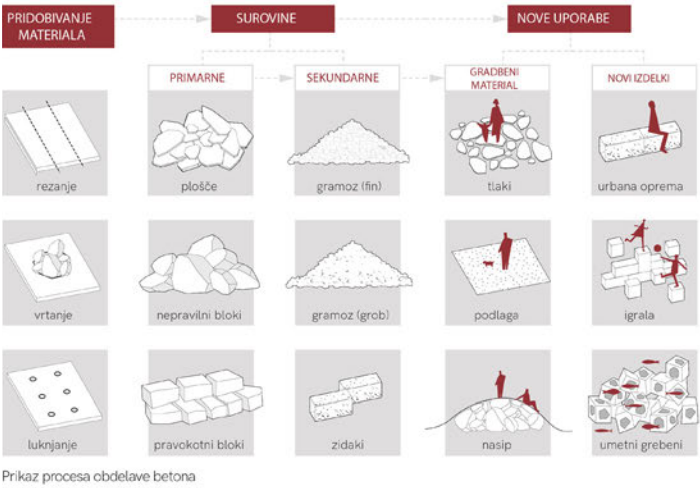 PRIDOBIVANJE
MATERIALA
SUROVINE
NOVE UPORABE
PRIMARNE
SEKUNDARNE
GRADBENI
MATERIAL
NOVI IZDELKI
rezanje
plošče
gramoz (fin)
tlaki
urbana oprema
vrtanje
nepravilni bloki
gramoz (grob)
podlaga
igrala
luknjanje
pravokotni bloki
zidaki
nasip
umetni grebeni
Prikaz procesa obdelave betona